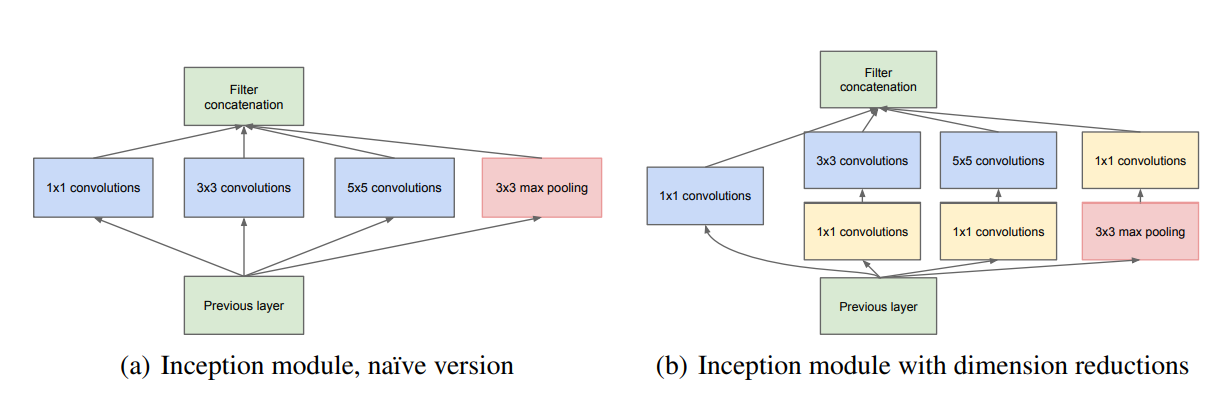 Filter
concatenation
1x1 convolutions
3x3 convolutions
5x5 convolutions
3x3 max pooling
Previous layer
(a) Inception module, naïve version
Filter
concatenation
3x3 convolutions
5x5 convolutions
1x1 convolutions
1x1 convolutions
1x1 convolutions
1x1 convolutions
3x3 max pooling
Previous layer
(b) Inception module with dimension reductions